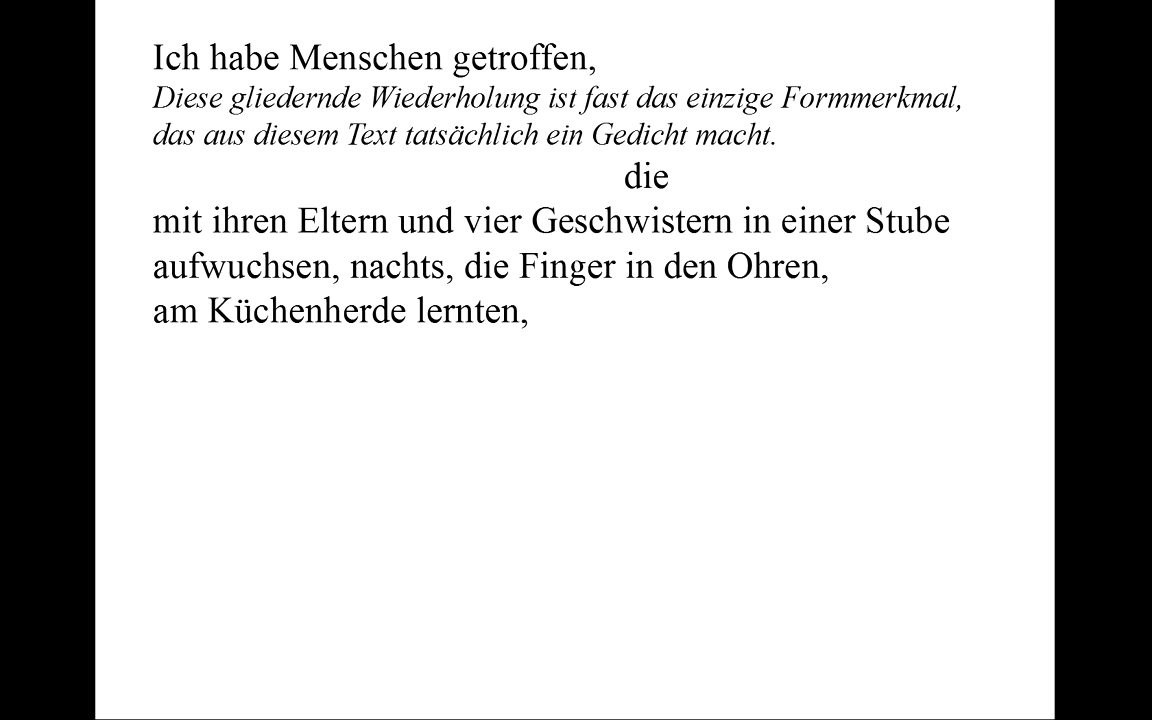 Ich habe Menschen getroffen,
Diese gliedernde Wiederholung ist fast das einzige Formmerkmal,
das aus diesem Text tatsächlich ein Gedicht macht.
die
mit ihren Eltern und vier Geschwistern in einer Stube
aufwuchsen, nachts, die Finger in den Ohren,
am Küchenherde lernten,